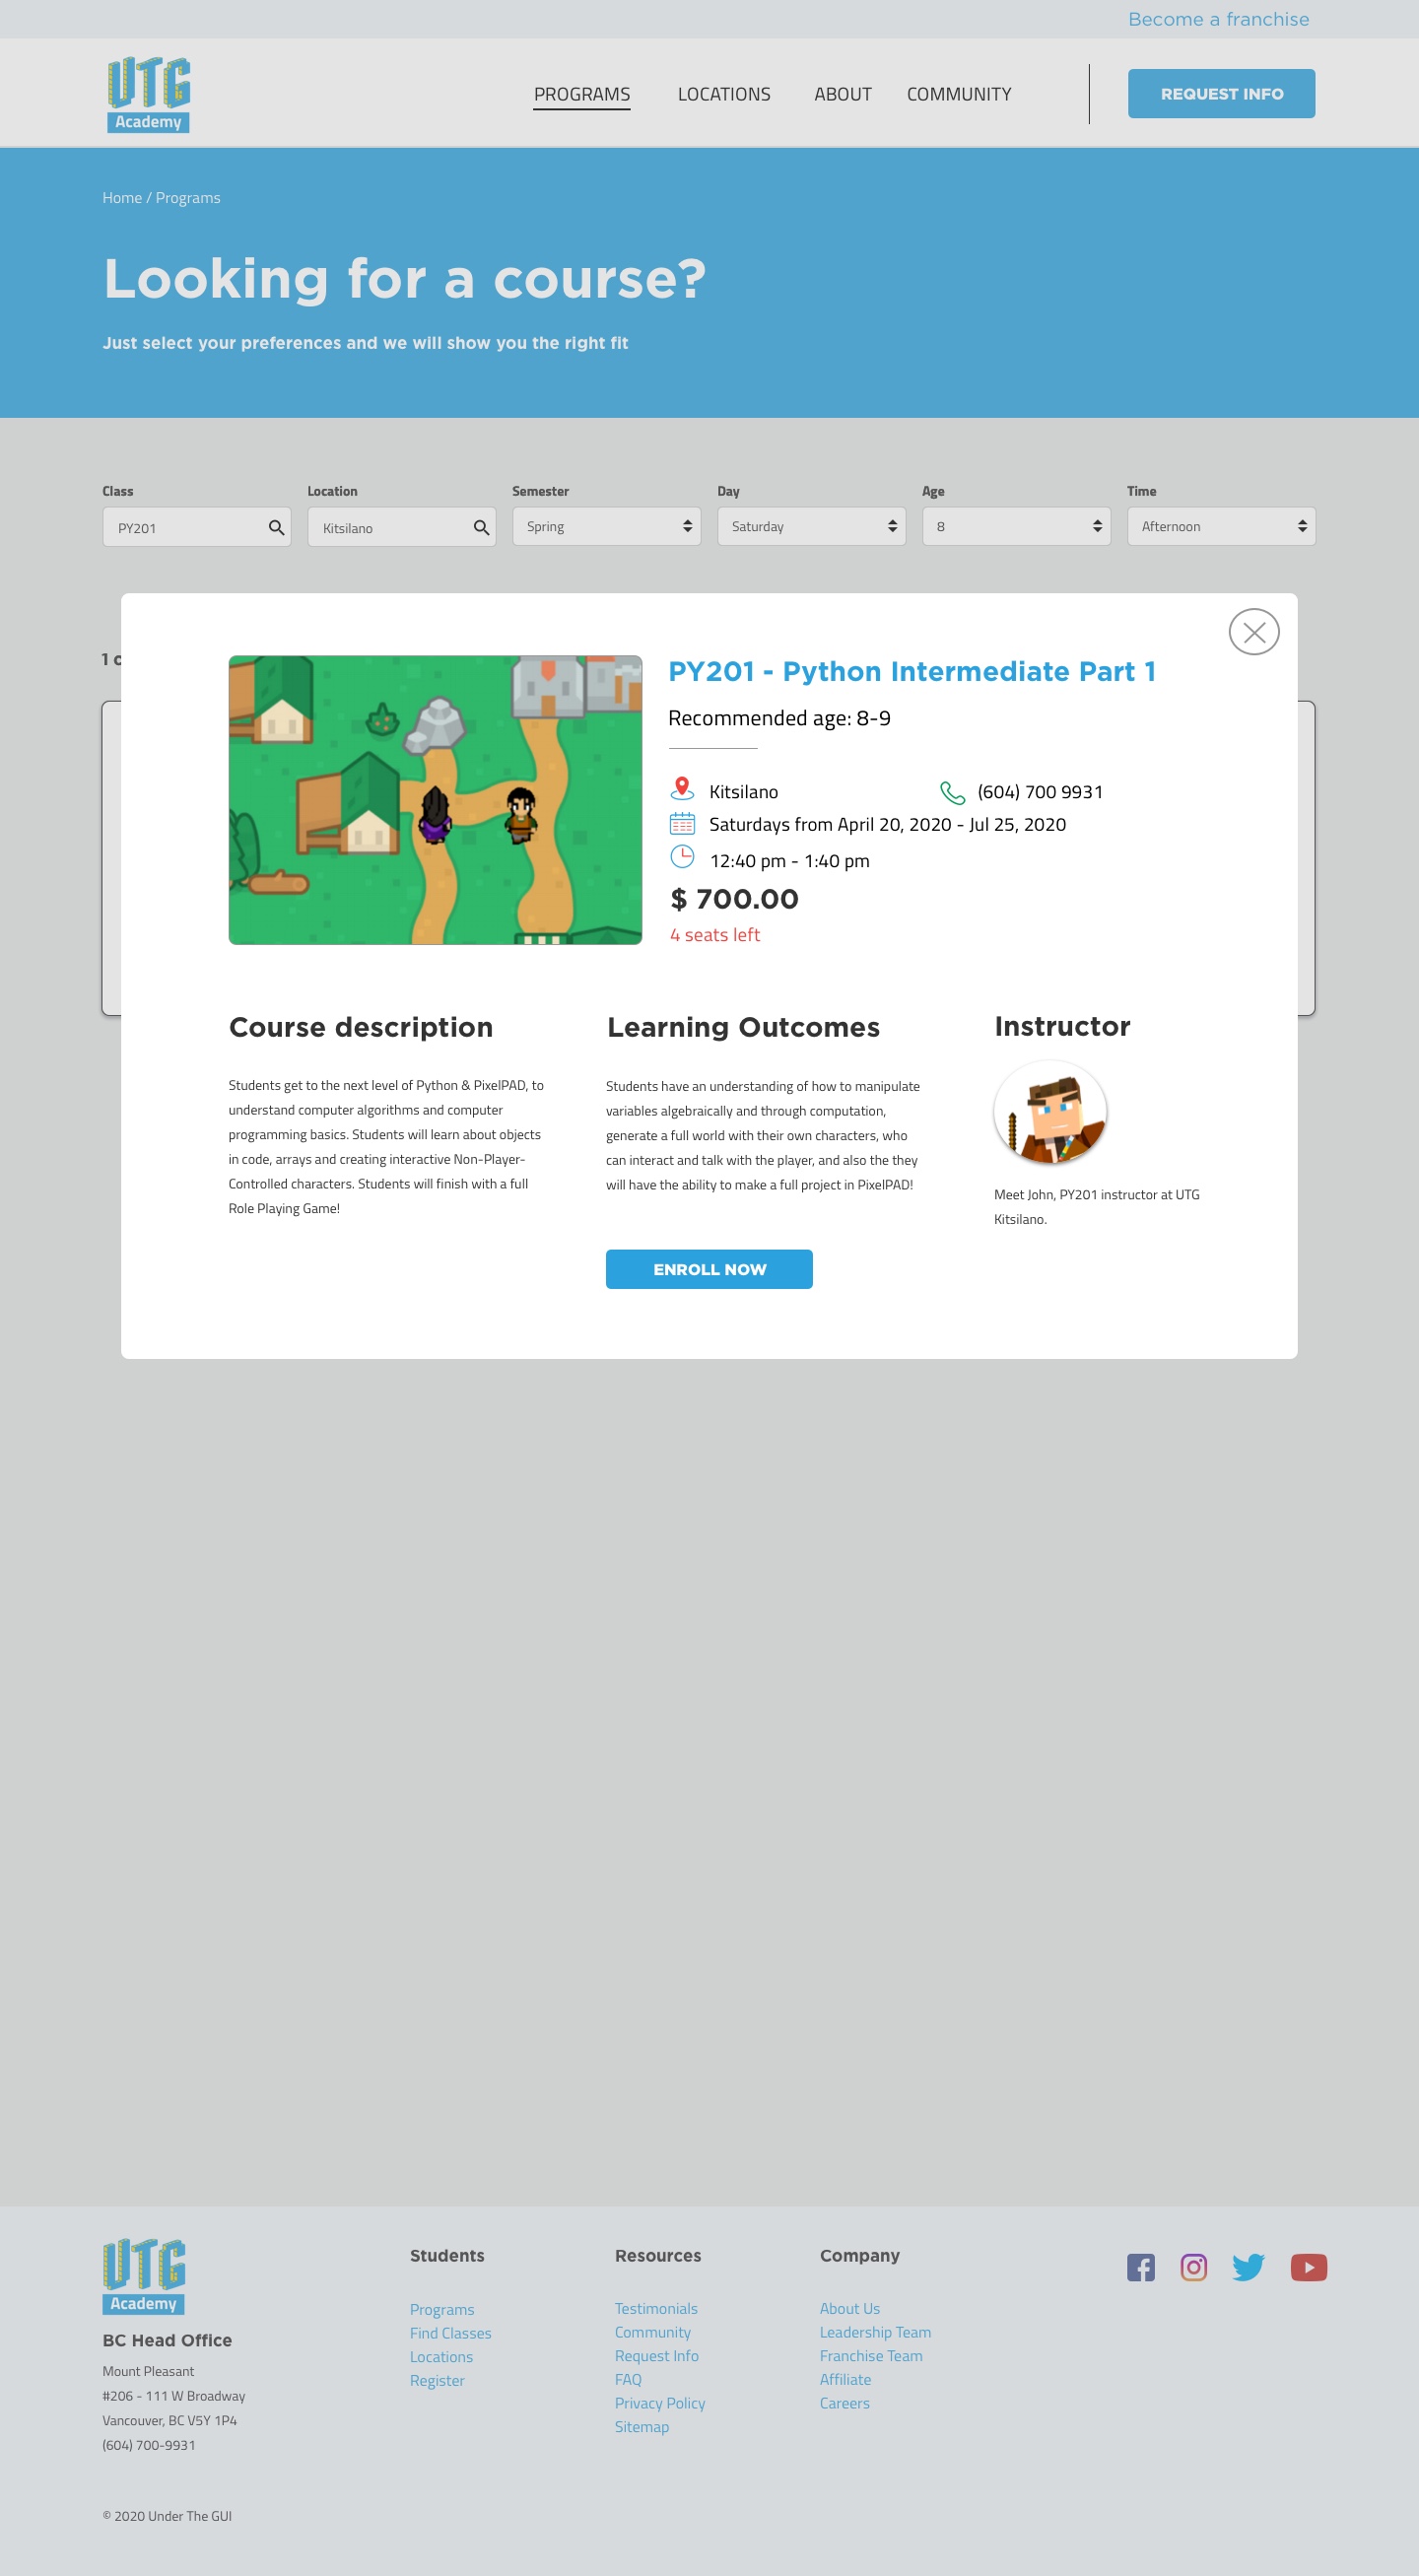 Become a franchise
UTG
Academy
PROGRAMS LOCATIONS ABOUT COMMUNITY
REQUEST INFO
Home / Programs
Looking for a course?
Just select your preferences and we will show you the right fit
Class Location Semester Day Age Time
PY201 Kitsilano Spring Saturday 8 Afternoon
1
PY201 - Python Intermediate Part 1
Recommended age: 8-9
Kitsilano (604) 700 9931
Saturdays from April 20, 2020 - Jul 25, 2020
12:40 pm - 1:40 pm
$ 700.00
4 seats left
Course description
Students get to the next level of Python & PixelPAD, to
understand computer algorithms and computer
programming basics. Students will learn about objects
in code, arrays and creating interactive Non-Player-
Controlled characters. Students will finish with a full
Role Playing Game!
Learning Outcomes
Students have an understanding of how to manipulate
variables algebraically and through computation,
generate a full world with their own characters, who
can interact and talk with the player, and also the they
will have the ability to make a full project in PixelPAD!
ENROLL NOW
Instructor
Meet John, PY201 instructor at UTG
Kitsilano.
UTG
Academy
BC Head Office
Mount Pleasant
#206 - 111 W Broadway
Vancouver, BC V5Y 1P4
(604) 700-9931
© 2020 Under The GUI
Students
Programs
Find Classes
Locations
Register
Resources
Testimonials
Community
Request Info
FAQ
Privacy Policy
Sitemap
Company
About Us
Leadership Team
Franchise Team
Affiliate
Careers